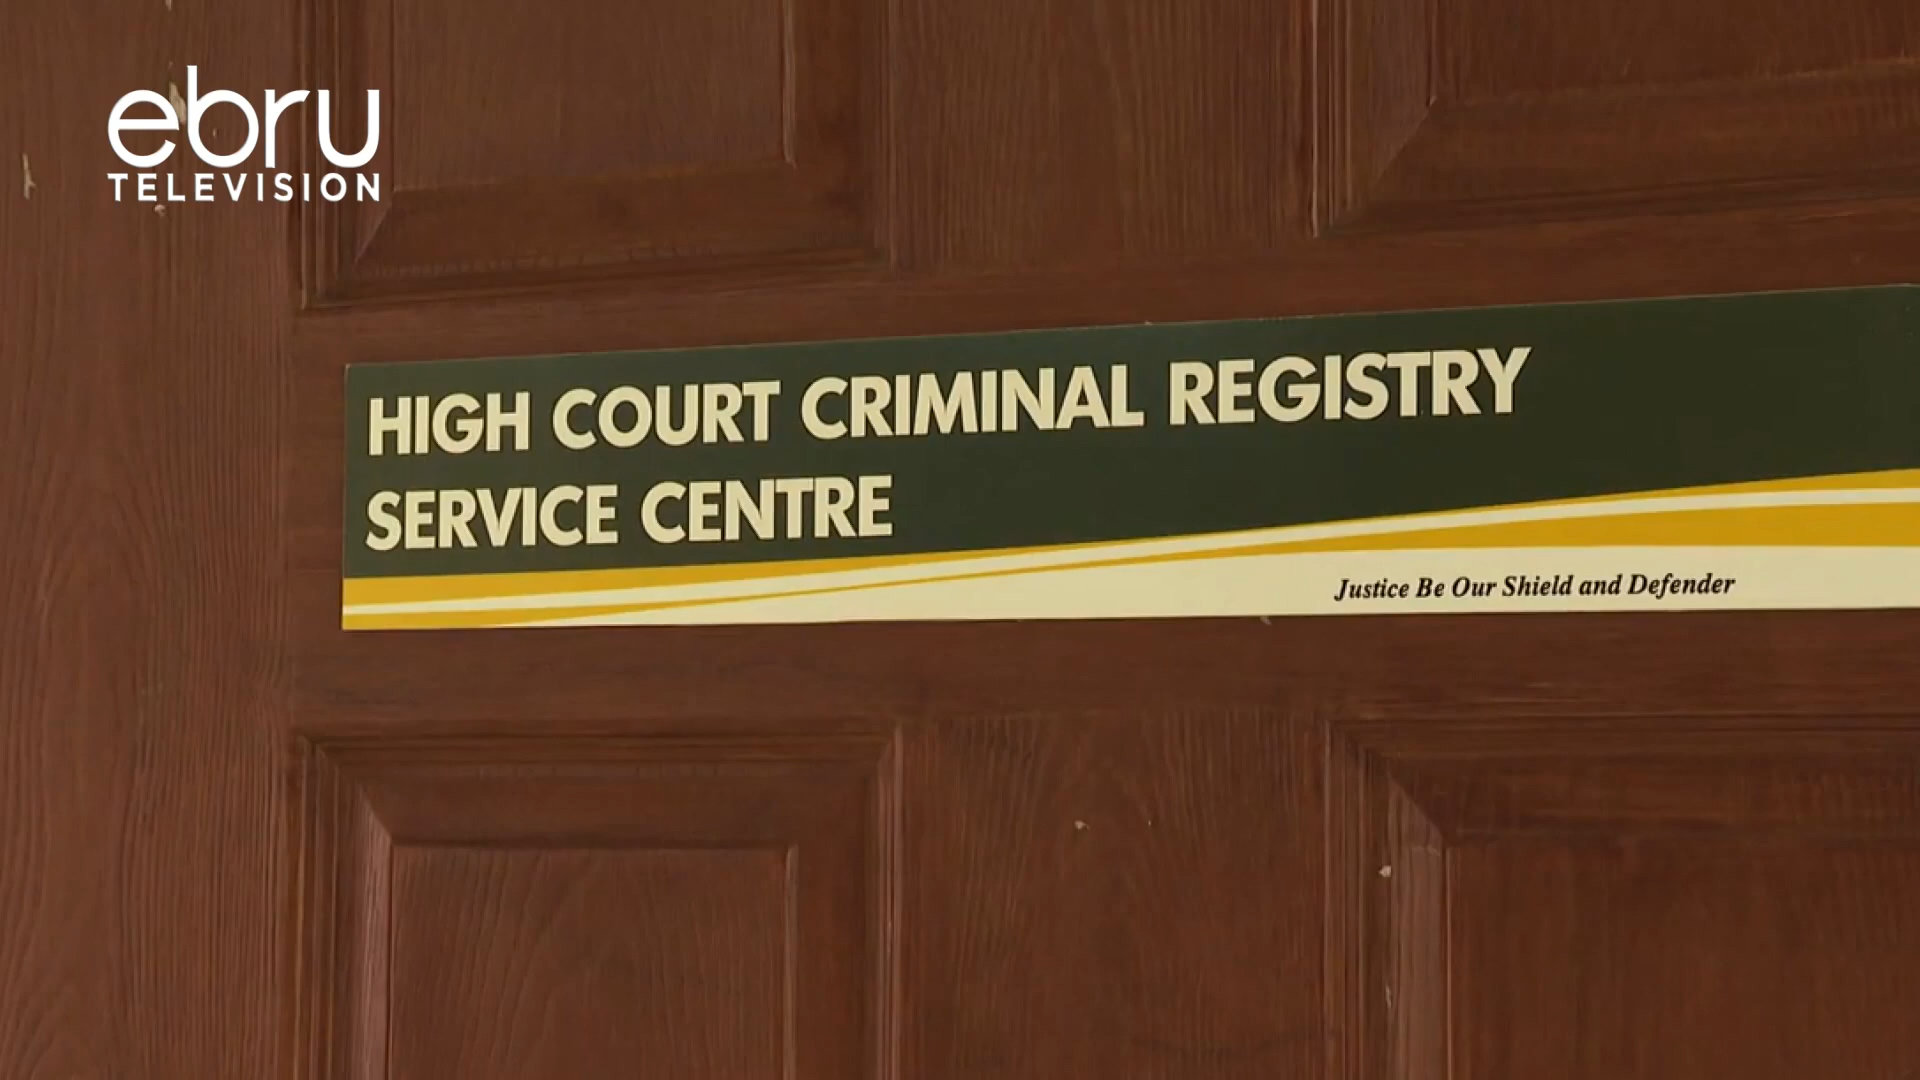 ebru
TELEVISION
HIGH COURT CRIMINAL REGISTRY
SERVICE CENTRE
Justice Be Our Shield and Defender